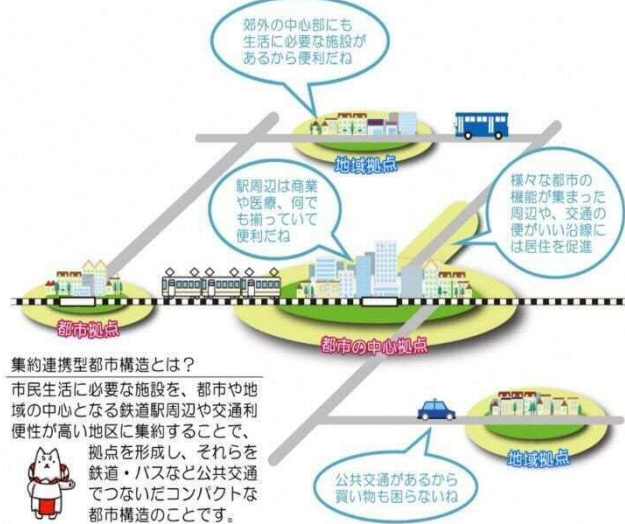 郊外の中心部にも
生活に必要な施設が
あるから便利だね
地域拠点
駅周辺は商業
や医療、何で
も揃っていて
便利だね
様々な都市の
機能が集まった
周辺や、交通の
便がいい沿線に
は居住を促進
都市拠点
都市の中心拠点
集約連携型都市構造とは？
市民生活に必要な施設を、都市や地
域の中心となる鉄道駅周辺や交通利
便性が高い地区に集約することで、
拠点を形成し、それらを
鉄道・バスなど公共交通
でつないだコンパクトな
都市構造のことです。
地域拠点
公共交通があるから
買い物も困らないね